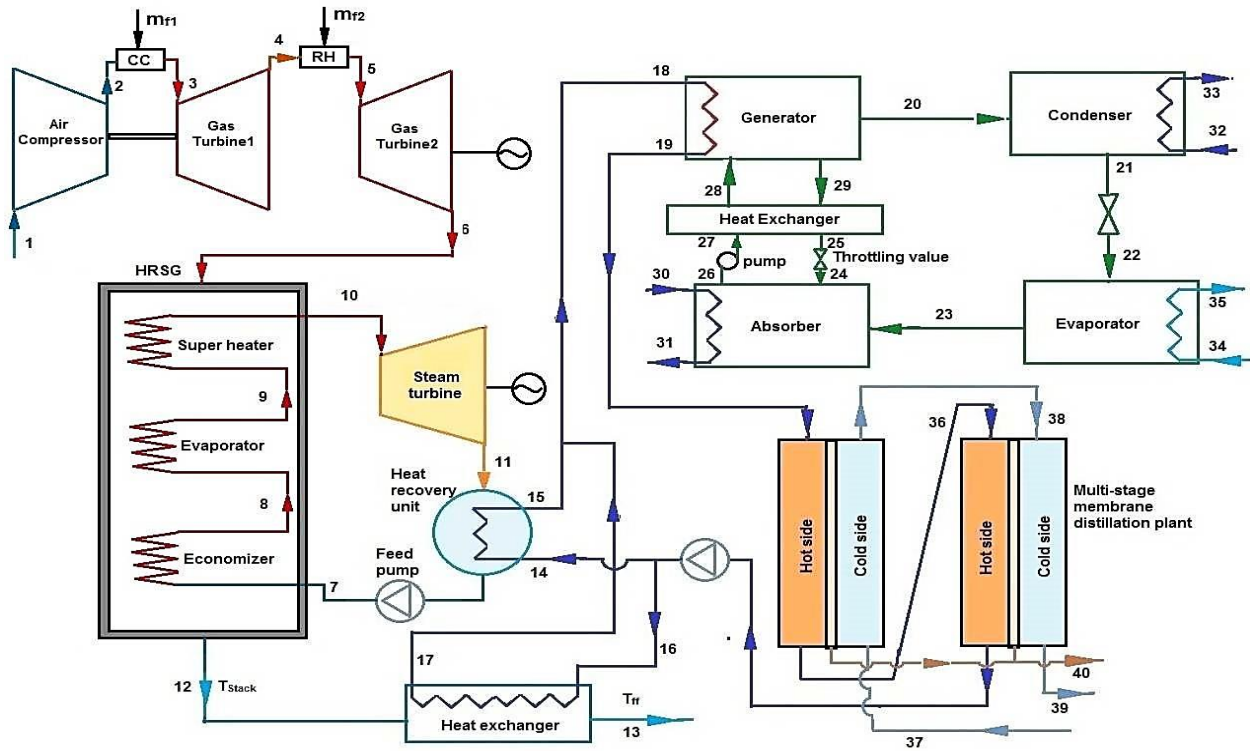 mf1
mf2
CC
RH
1
2
3
4
5
6
Air
Compressor
Gas
Turbine1
Gas
Turbine2
HRSG
Super heater
9
Evaporator
8
Economizer
7
10
Steam
turbine
11
Heat
recovery
unit
15
14
Feed
pump
12
TStack
17
16
Heat exchanger
Tff
13
18
19
Generator
20
Condenser
33
32
21
28
29
Heat Exchanger
27
25
pump
Throttling value
26
24
22
30
31
Absorber
23
Evaporator
35
34
36
38
Hot side
Cold side
Hot side
Cold side
Multi-stage
membrane
distillation plant
40
39
37